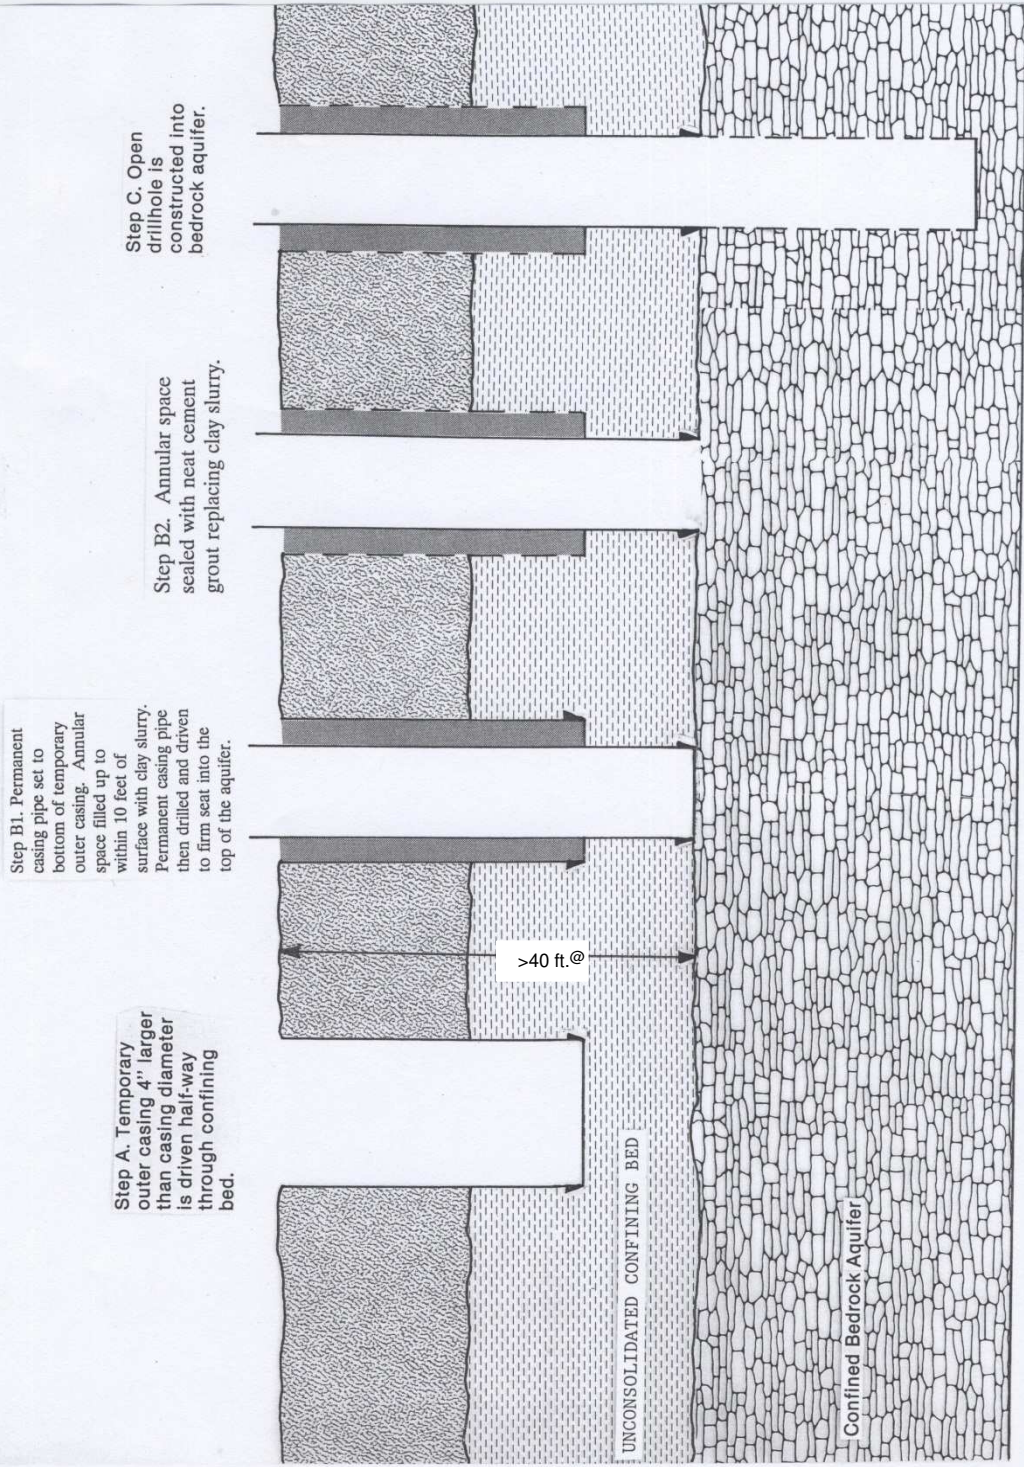 Step A. Temporary
outer casing 4" larger
than casing diameter
is driven half-way
through confining
bed.
Step B1. Permanent
casing pipe set to
bottom of temporary
outer casing. Annular
space filled up to
within 10 feet of
surface with clay slurry.
Permanent casing pipe
then drilled and driven
to firm seat into the
top of the aquifer.
Step B2. Annular space
sealed with neat cement
grout replacing clay slurry.
Step C. Open
drillhole is
constructed into
bedrock aquifer.
>40 ft.@
UNCONSOLIDATED CONFINING BED
Confined Bedrock Aquifer